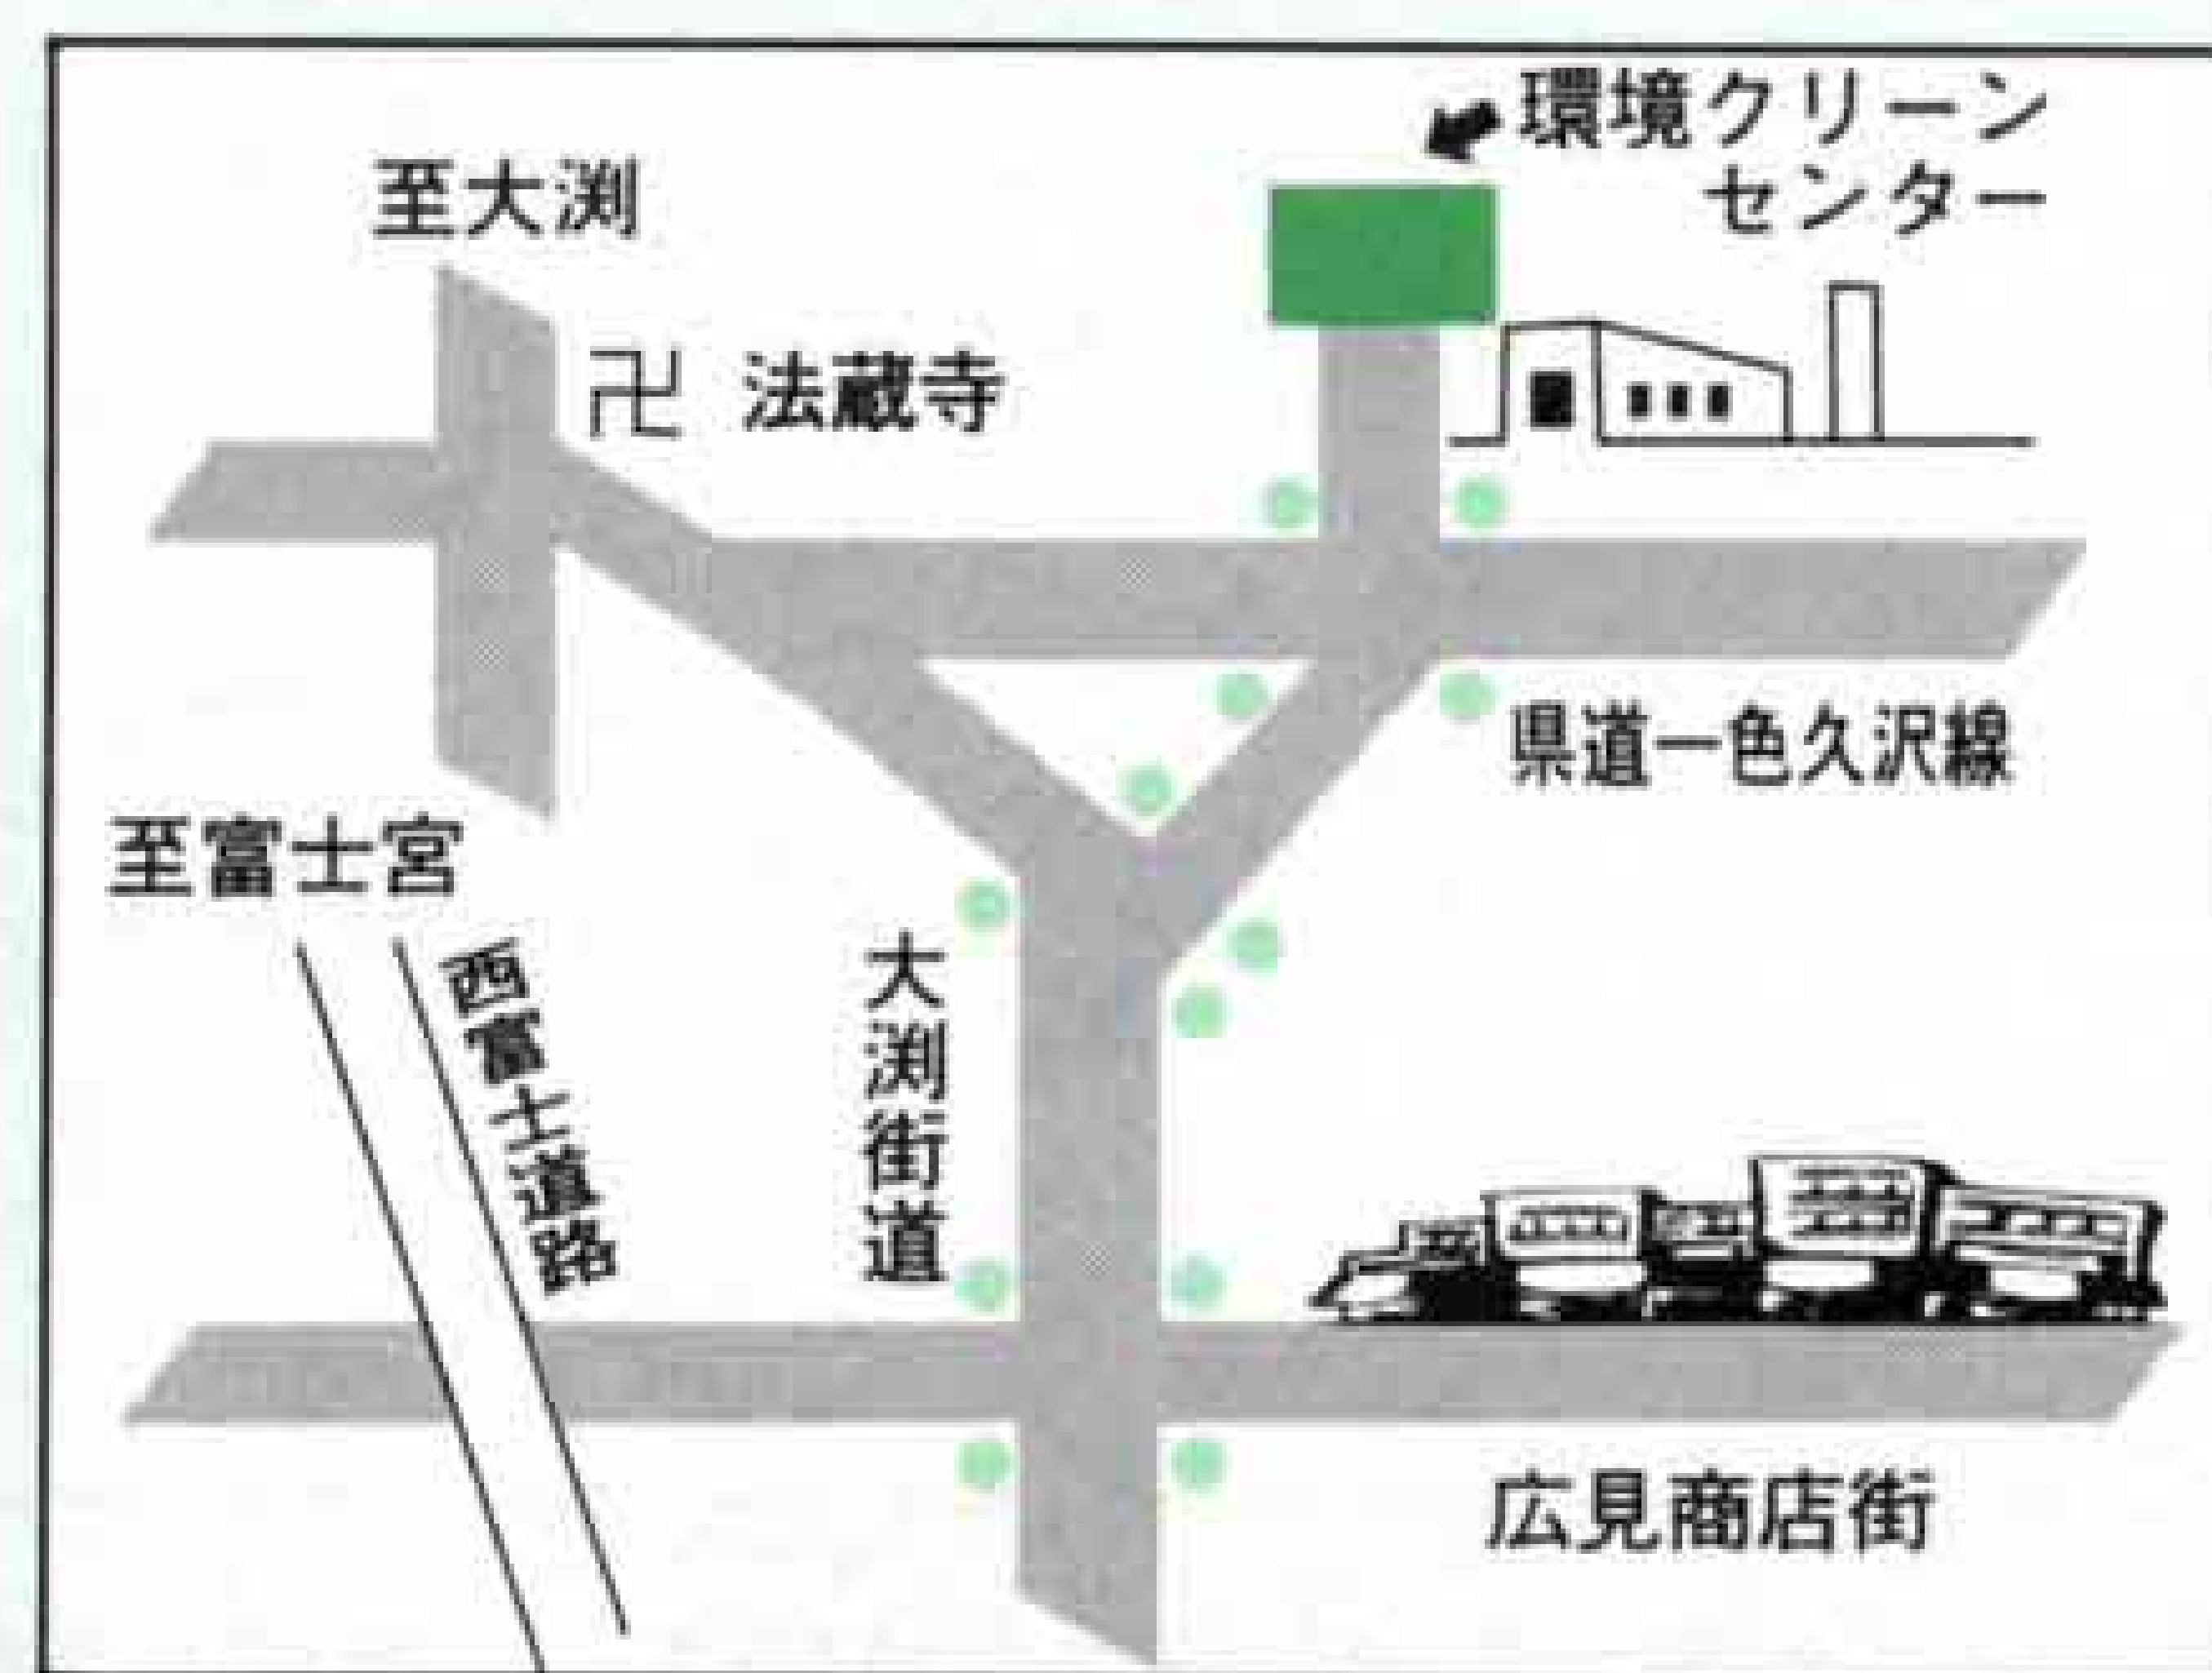 環境クリーン
センター
至大渕
卍 法蔵寺
県道一色久沢線
至富士宮
西富士道路
大渕街道
広見商店街